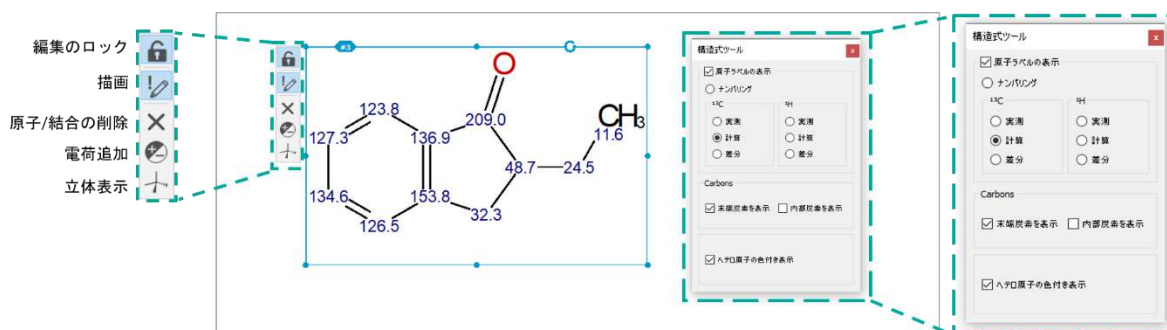 編集のロック
描画
原子/結合の削除
電荷追加
立体表示
#3
O
CH3
123.8
209.0
11.6
127.3
136.9
48.7
24.5
134.6
153.8
32.3
126.5
構造式ツール
x
原子ラベルの表示
ナンバリング
¹³C
¹H
実測
実測
計算
計算
差分
差分
Carbons
末端炭素を表示
内部炭素を表示
ヘテロ原子の色付き表示
構造式ツール
x
原子ラベルの表示
ナンバリング
¹³C
¹H
実測
実測
計算
計算
差分
差分
Carbons
末端炭素を表示
内部炭素を表示
ヘテロ原子の色付き表示